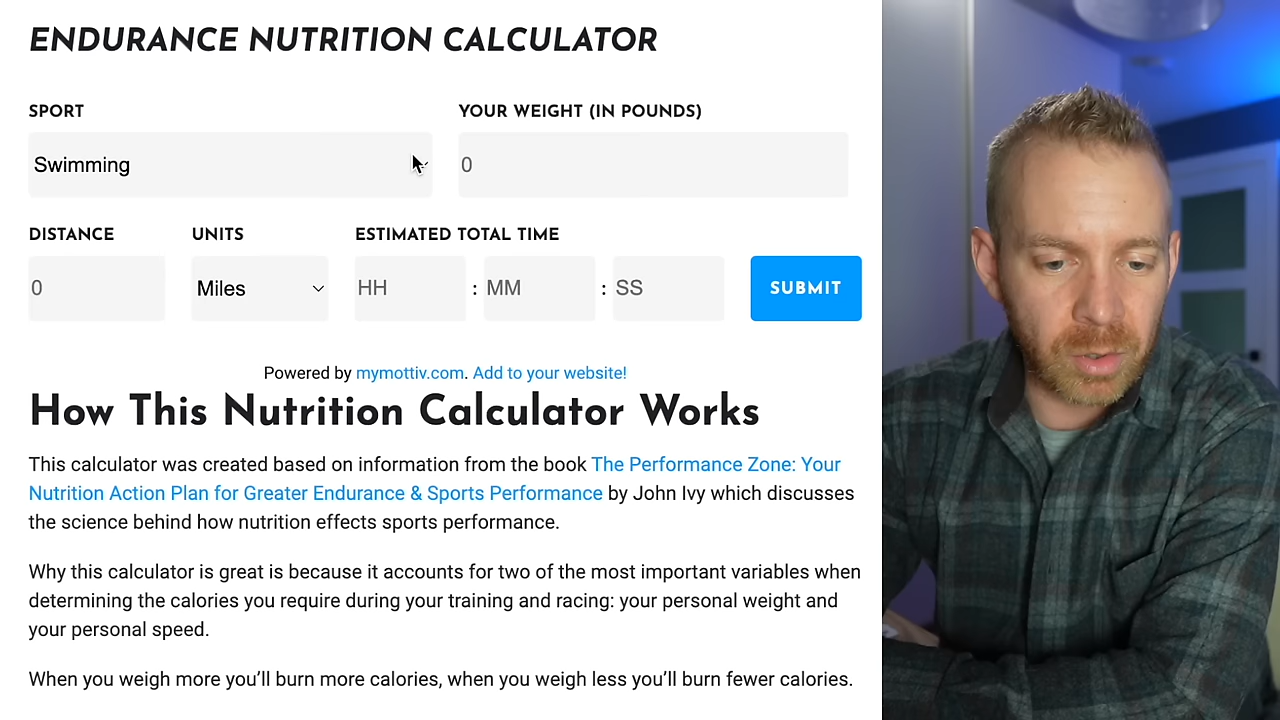 ENDURANCE NUTRITION CALCULATOR
SPORT
YOUR WEIGHT (IN POUNDS)
Swimming
0
DISTANCE
UNITS
ESTIMATED TOTAL TIME
0
Miles
HH
:
MM
:
SS
SUBMIT
Powered by mymottiv.com. Add to your website!
How This Nutrition Calculator Works
This calculator was created based on information from the book The Performance Zone: Your
Nutrition Action Plan for Greater Endurance & Sports Performance by John Ivy which discusses
the science behind how nutrition effects sports performance.
Why this calculator is great is because it accounts for two of the most important variables when
determining the calories you require during your training and racing: your personal weight and
your personal speed.
When you weigh more you’ll burn more calories, when you weigh less you’ll burn fewer calories.